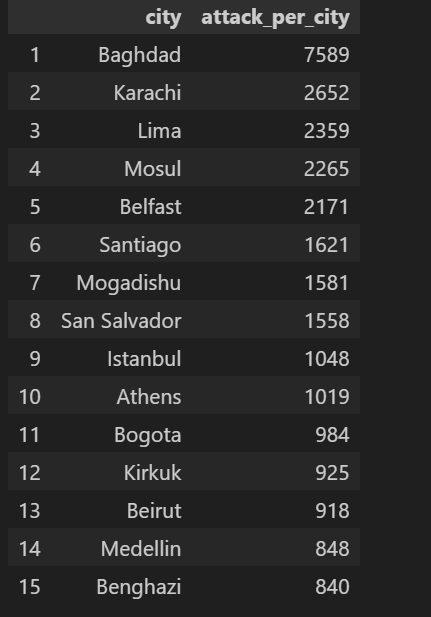 city attack_per_city
1 Baghdad 7589
2 Karachi 2652
3 Lima 2359
4 Mosul 2265
5 Belfast 2171
6 Santiago 1621
7 Mogadishu 1581
8 San Salvador 1558
9 Istanbul 1048
10 Athens 1019
11 Bogota 984
12 Kirkuk 925
13 Beirut 918
14 Medellin 848
15 Benghazi 840